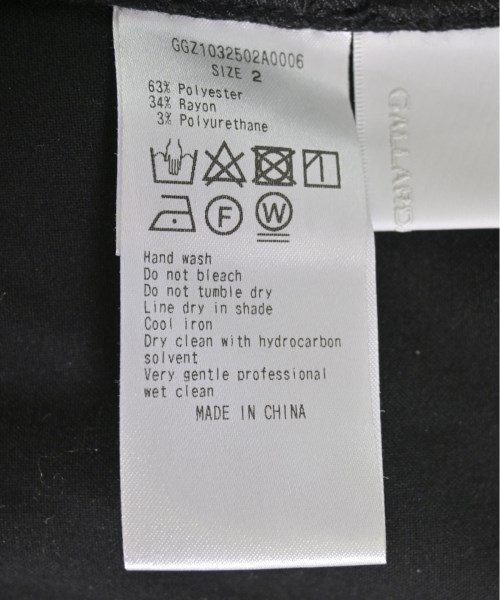 GGZ1032502A0006
SIZE 2
63% Polyester
34% Rayon
3% Polyurethane
F
W
Hand wash
Do not bleach
Do not tumble dry
Line dry in shade
Cool iron
Dry clean with hydrocarbon
solvent
Very gentle professional
wet clean
MADE IN CHINA